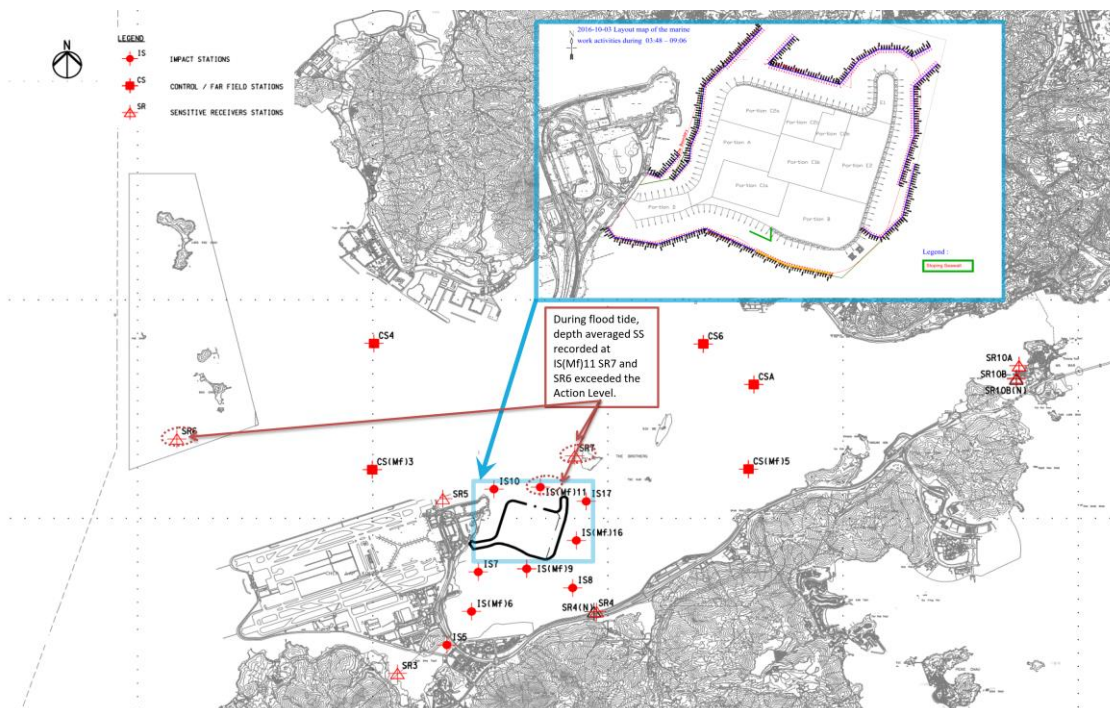 N
LEGEND
IS
IMPACT STATIONS
CS
CONTROL / FAR FIELD STATIONS
SR
SENSITIVE RECEIVERS STATIONS
2016-10-03 Layout map of the marine
work activities during 03:48 – 09:06
Portion C2a
Portion C2c
Portion C2b
Portion A
Portion C1b
Portion E2
Portion C1a
Portion D
Portion B
E1
Legend :
During flood tide,
depth averaged SS
recorded at
IS(Mf)11 SR7 and
SR6 exceeded the
Action Level.
CS4
CS6
CSA
SR10A
SR10B
SR10B(N)
SR6
SR7
THE BROTHERS
CS(Mf)3
CS(Mf)5
SR5
IS10
IS(Mf)11
IS17
IS(Mf)16
IS7
IS(Mf)9
IS8
IS(Mf)6
SR4(N)
SR4
IS5
SR3